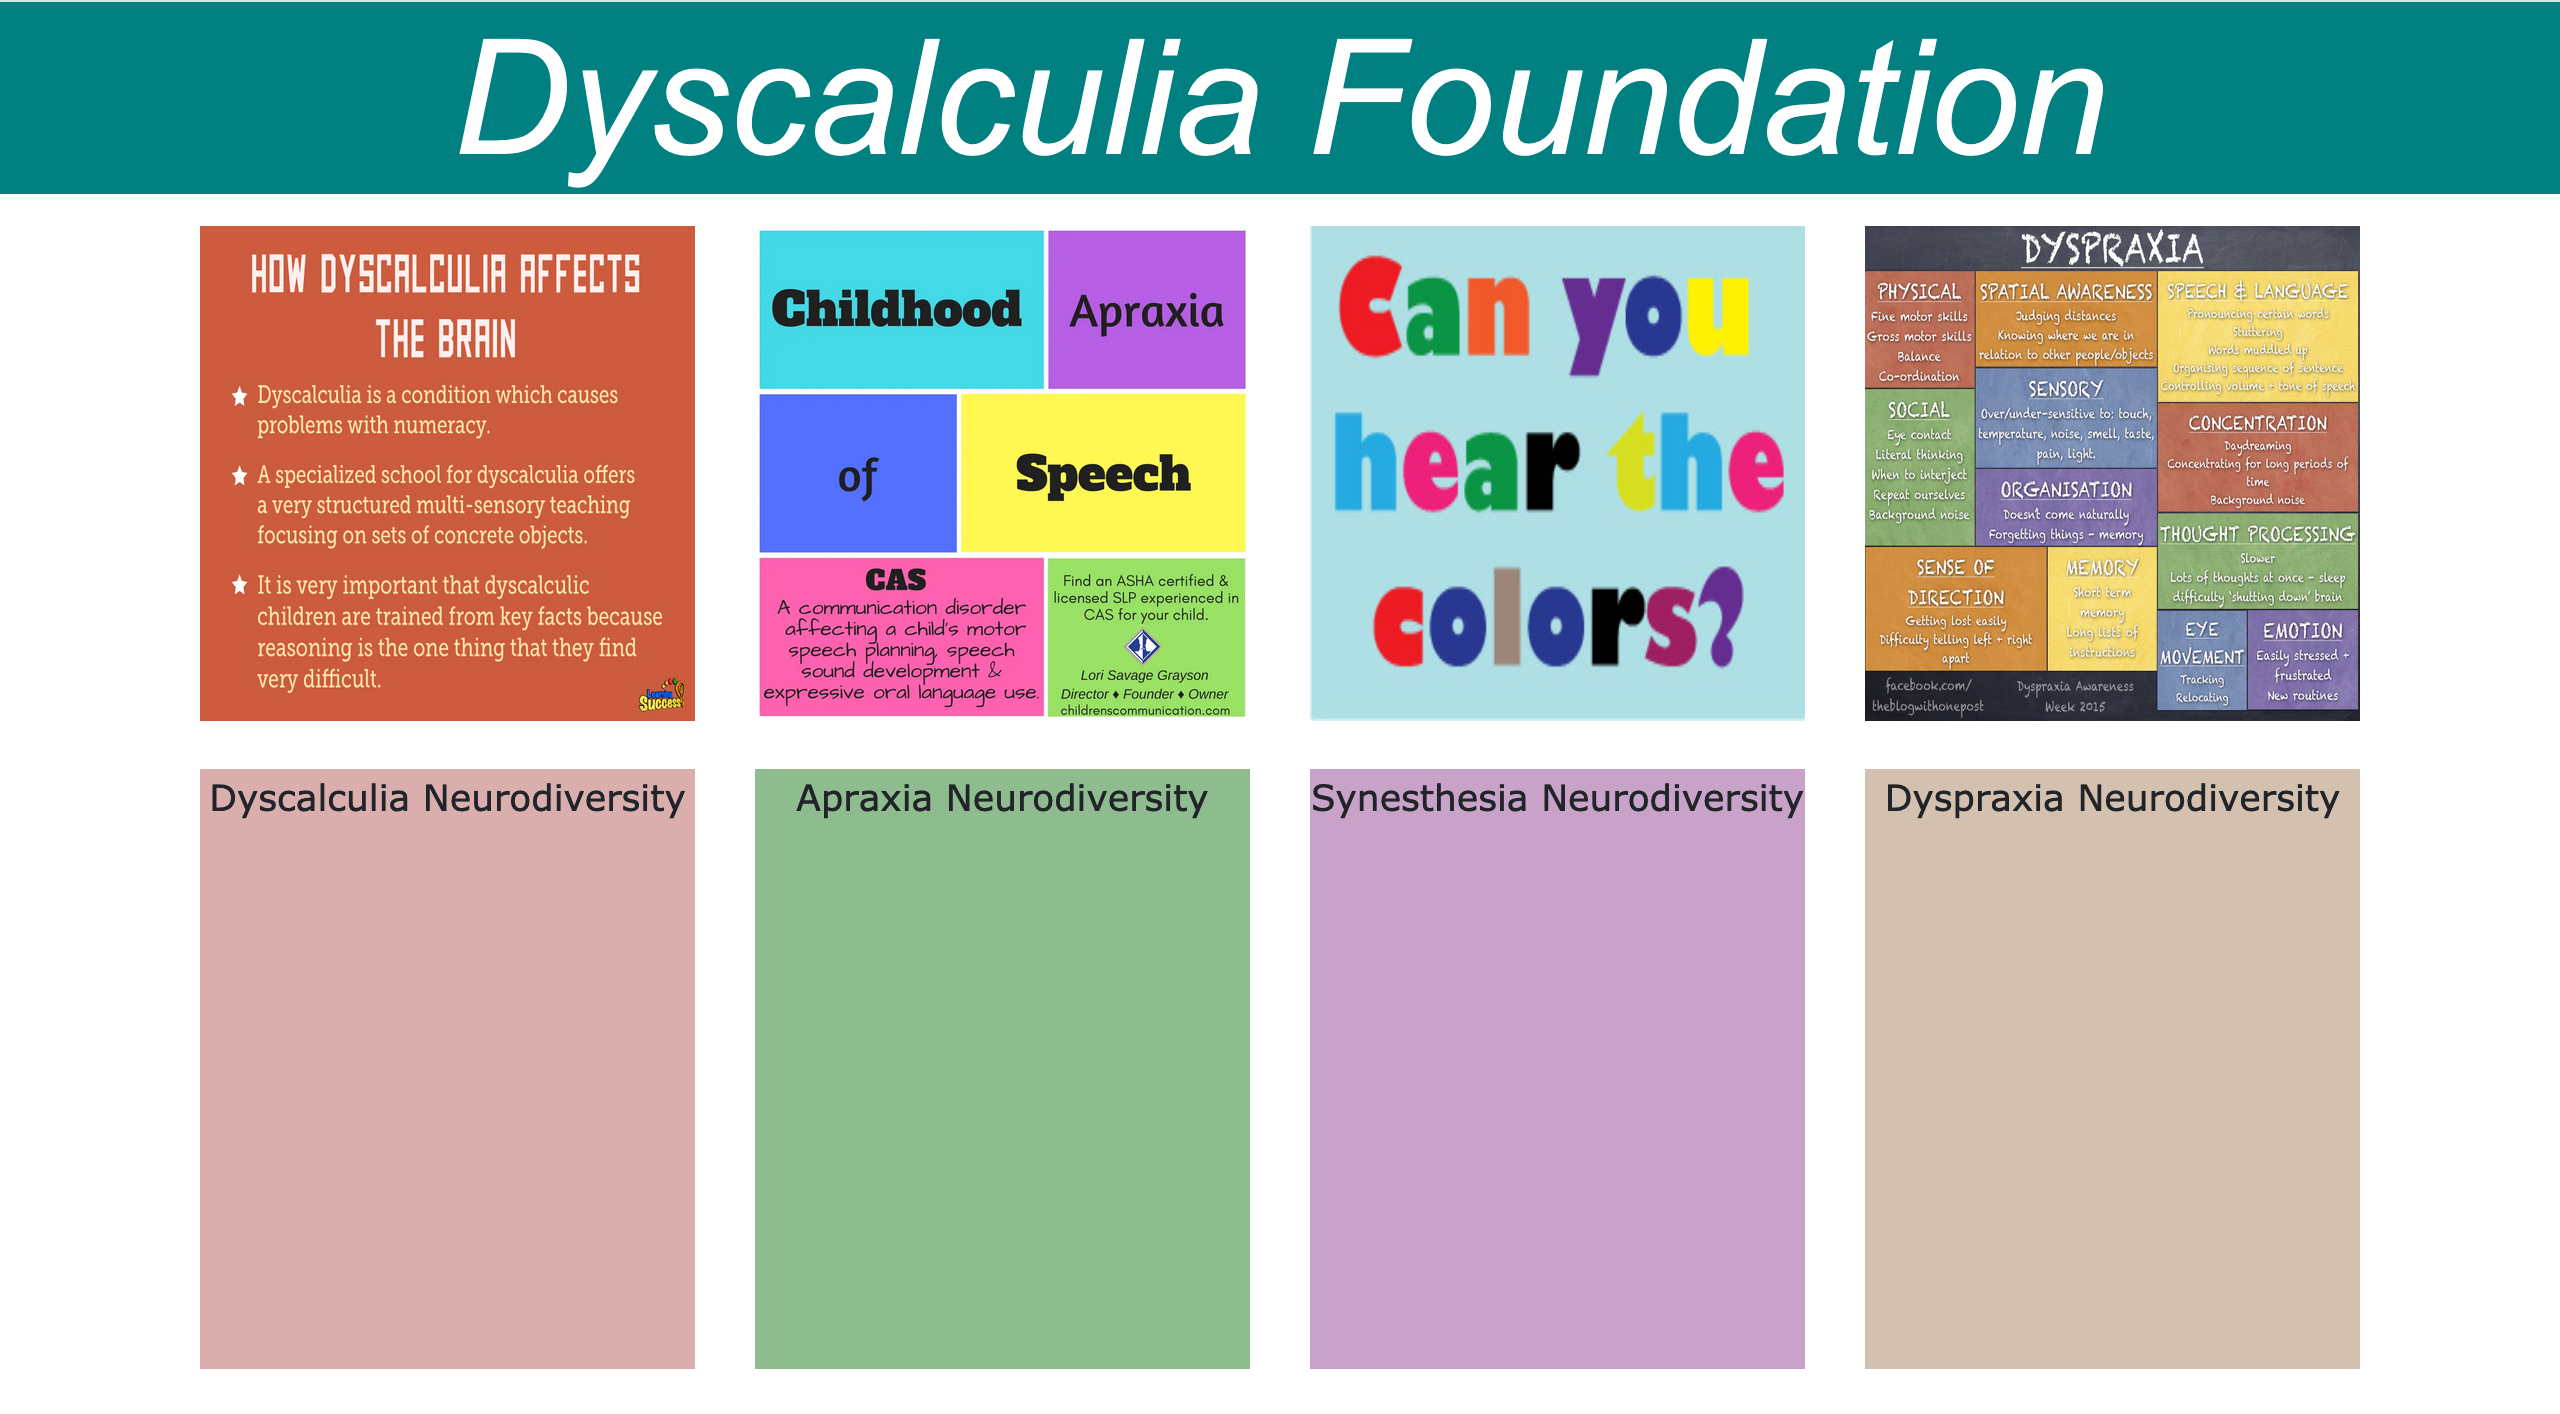 Dyscalculia Foundation
HOW DYSCALCULIA AFFECTS
THE BRAIN
Dyscalculia is a condition which causes
problems with numeracy.
A specialized school for dyscalculia offers
a very structured multi-sensory teaching
focusing on sets of concrete objects.
It is very important that dyscalculic
children are trained from key facts because
reasoning is the one thing that they find
very difficult.
Learning
Success
Childhood
Apraxia
of
Speech
CAS
A communication disorder
affecting a child's motor
speech planning, speech
sound development &
expressive oral language use.
Find an ASHA certified &
licensed SLP experienced in
CAS for your child.
Lori Savage Grayson
Director ♦ Founder ♦ Owner
childrenscommunication.com
Can you
hear the
colors?
DYSPRAXIA
PHYSICAL
Fine motor skills
Gross motor skills
Balance
Co-ordination
SPATIAL AWARENESS
Judging distances
Knowing where we are in
relation to other people/objects
SPEECH & LANGUAGE
Pronouncing certain words
Stuttering
Words muddled up
Organising sequence of sentence
Controlling volume + tone of speech
SOCIAL
Eye contact
Literal thinking
When to interject
Repeat ourselves
Background noise
SENSORY
Over/under-sensitive to: touch,
temperature, noise, smell, taste,
pain, light.
CONCENTRATION
Daydreaming
Concentrating for long periods of
time
Background noise
ORGANISATION
Doesn't come naturally
Forgetting things - memory
THOUGHT PROCESSING
Slower
Lots of thoughts at once - sleep
difficulty 'shutting down' brain
SENSE OF
DIRECTION
Getting lost easily
Difficulty telling left + right
apart
MEMORY
Short term
memory
Long lists of
instructions
EYE
MOVEMENT
Tracking
Relocating
EMOTION
Easily stressed +
frustrated
New routines
facebook.com/
theblogwithonepost
Dyspraxia Awareness
Week 2015
Dyscalculia Neurodiversity
Apraxia Neurodiversity
Synesthesia Neurodiversity
Dyspraxia Neurodiversity